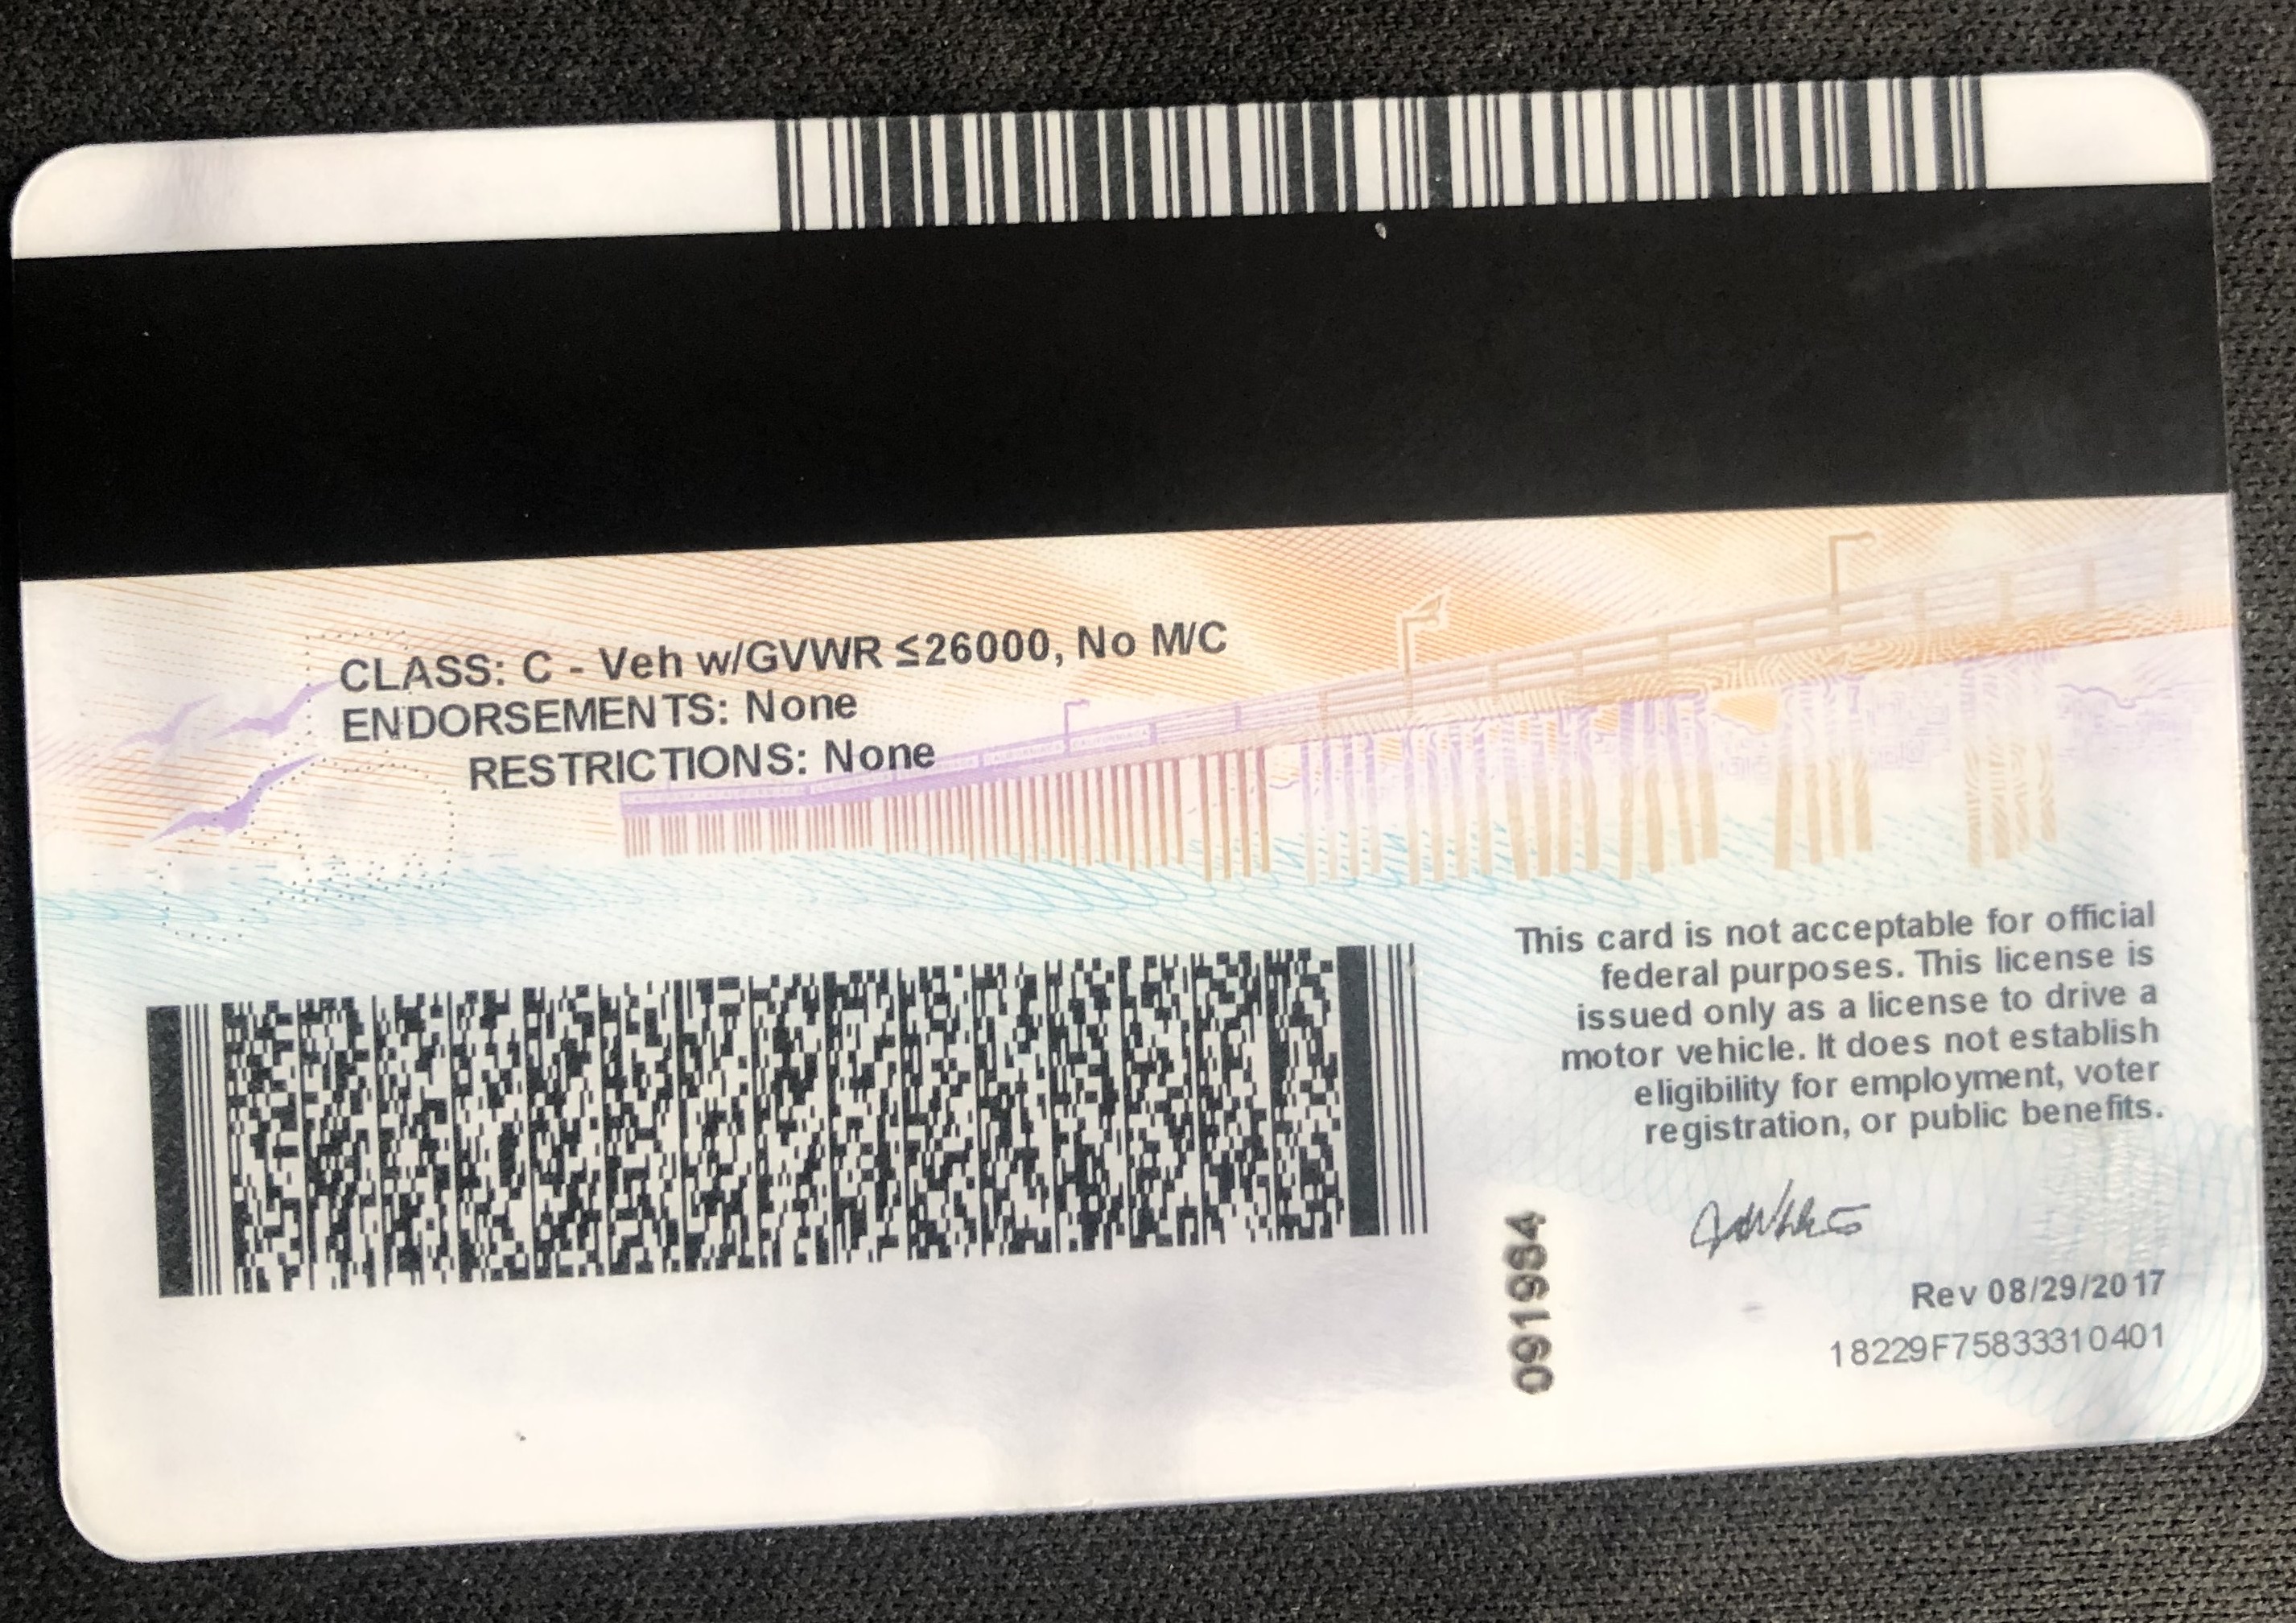 CLASS: C - Veh w/GVWR ≤26000, No M/C
ENDORSEMENTS: None
RESTRICTIONS: None
This card is not acceptable for official
federal purposes. This license is
issued only as a license to drive a
motor vehicle. It does not establish
eligibility for employment, voter
registration, or public benefits.
0919984
Rev 08/29/2017
18229F75833310401